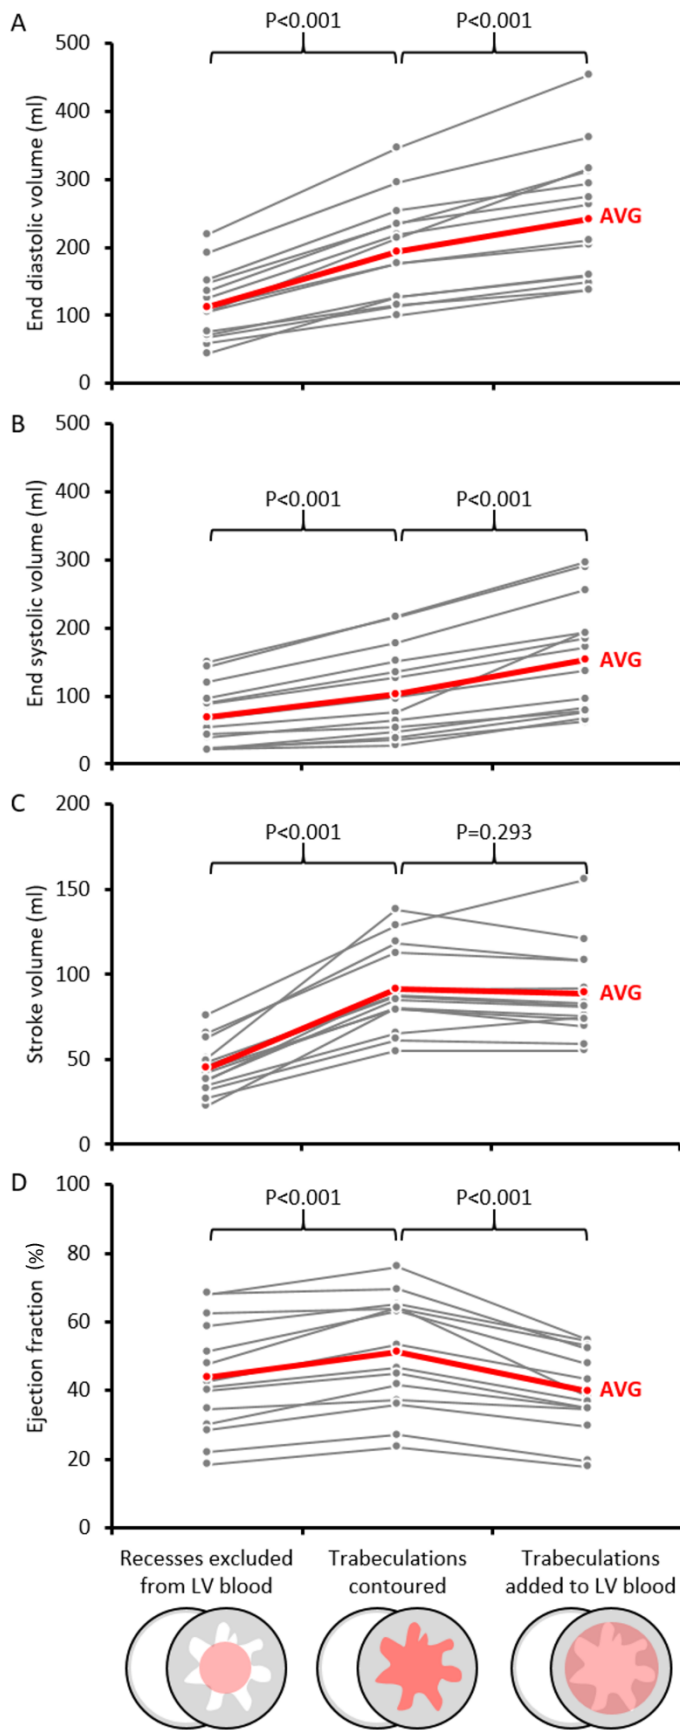 A
P<0.001 P<0.001
500
400
300
200
100
0
End diastolic volume (ml)
AVG
B
500
400
300
200
100
0
End systolic volume (ml)
P<0.001 P<0.001
AVG
C
200
150
100
50
0
Stroke volume (ml)
P<0.001 P=0.293
AVG
D
100
80
60
40
20
0
Ejection fraction (%)
P<0.001 P<0.001
AVG
Recesses excluded
from LV blood
Trabeculations
contoured
Trabeculations
added to LV blood